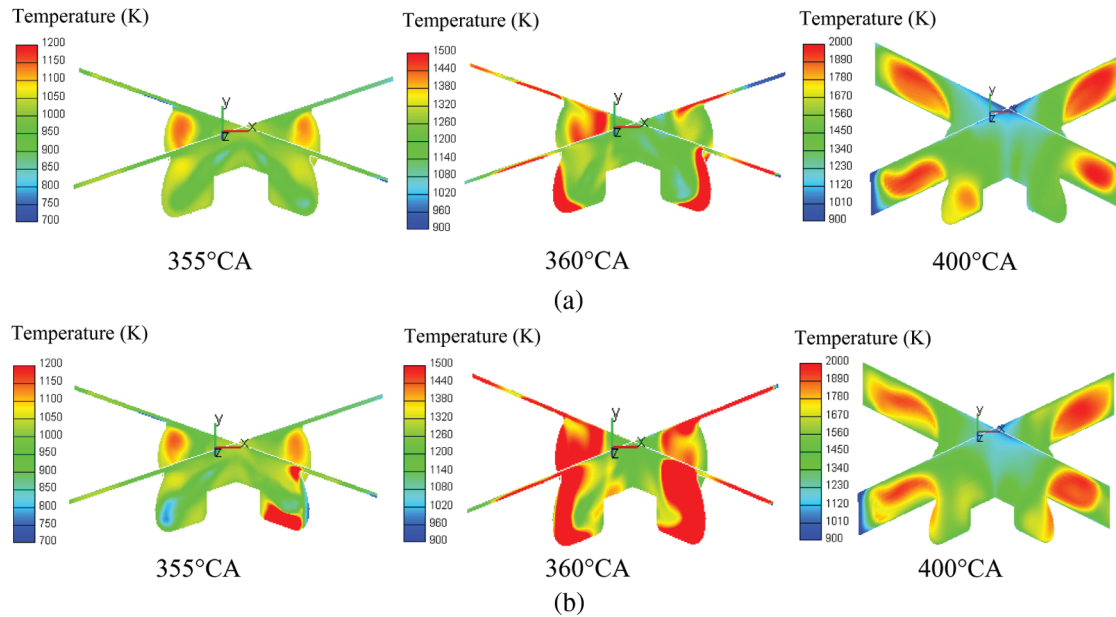 Temperature (K)
1200
1150
1100
1050
1000
950
900
850
800
750
700
y
x
z
355°CA
Temperature (K)
1500
1440
1380
1320
1260
1200
1140
1080
1020
960
900
y
x
z
360°CA
Temperature (K)
2000
1890
1780
1670
1560
1450
1340
1230
1120
1010
900
y
z
400°CA
(a)
Temperature (K)
1200
1150
1100
1050
1000
950
900
850
800
750
700
y
x
z
355°CA
Temperature (K)
1500
1440
1380
1320
1260
1200
1140
1080
1020
960
900
y
x
z
360°CA
Temperature (K)
2000
1890
1780
1670
1560
1450
1340
1230
1120
1010
900
y
z
400°CA
(b)